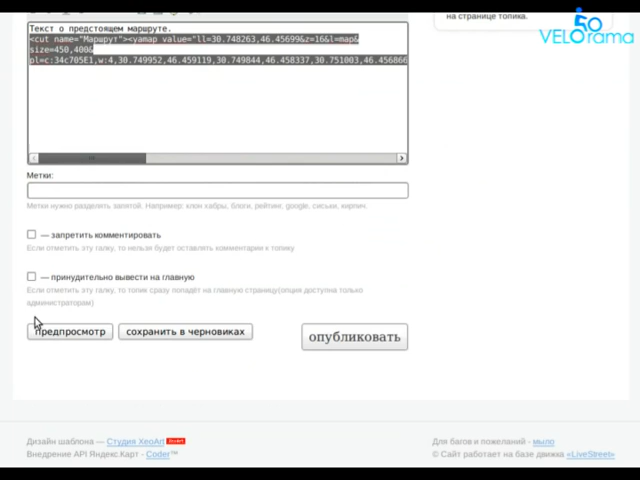 на странице топика.
VELOrama
Текст о предстоящем маршруте.
<cut name="Маршрут"><yamap value="ll=30.748263,46.45699&z=16&l=map&
size=450,400&
pl=c:34c705E1,w:4,30.749952,46.459119,30.749844,46.458337,30.751003,46.456866
Метки:
Метки нужно разделять запятой. Например: клон хабры, блоги, рейтинг, google, сиськи, кирпич.
— запретить комментировать
Если отметить эту галку, то нельзя будет оставлять комментарии к топику
— принудительно вывести на главную
Если отметить эту галку, то топик сразу попадёт на главную страницу(опция доступна только
администраторам)
предпросмотр
сохранить в черновиках
опубликовать
Дизайн шаблона — Студия XeoArt
Для багов и пожеланий - мыло
Внедрение API Яндекс.Карт - Coder™
© Сайт работает на базе движка «LiveStreet»